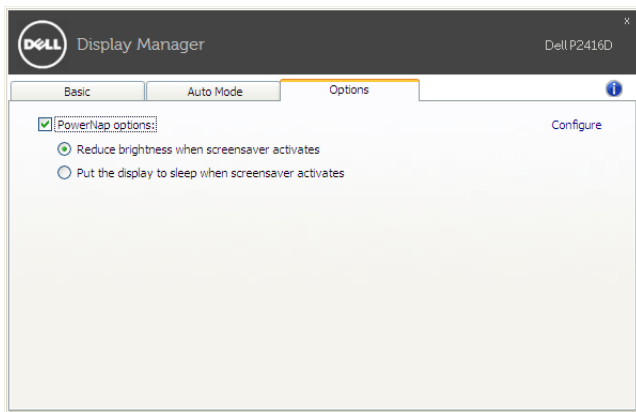 x
DELL Display Manager Dell P2416D
Basic Auto Mode Options i
PowerNap options: Configure
Reduce brightness when screensaver activates
Put the display to sleep when screensaver activates